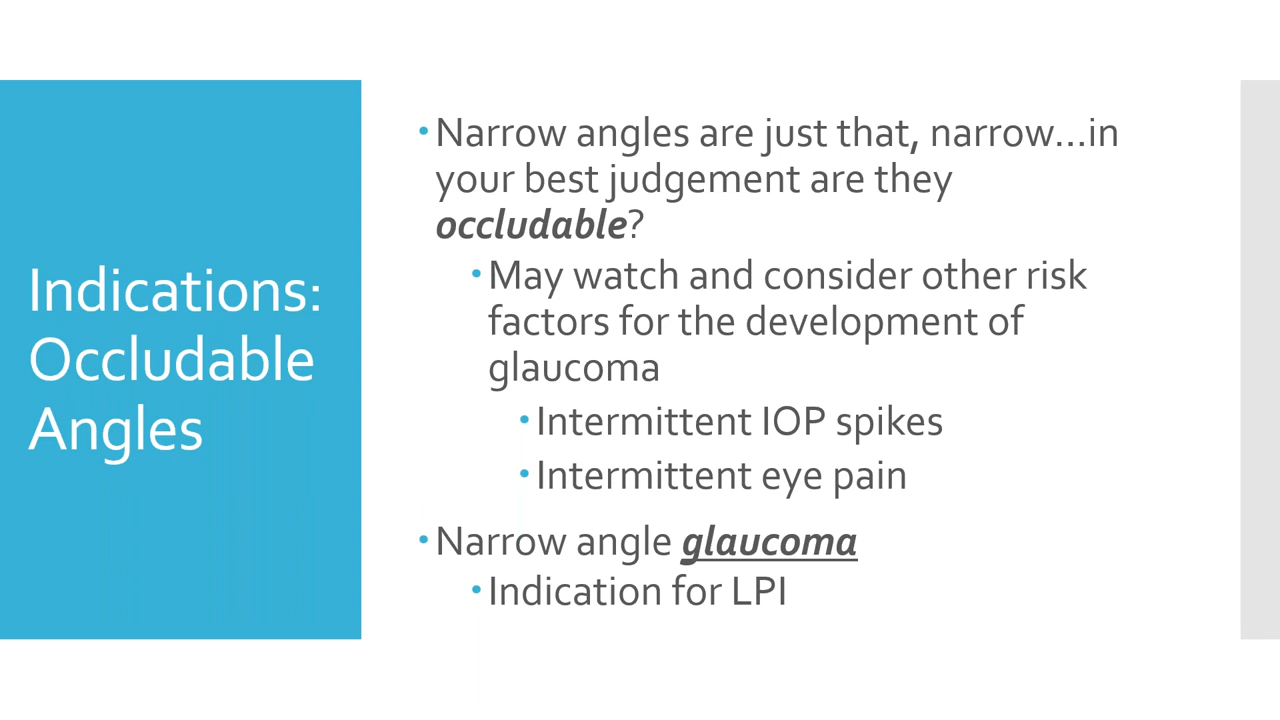 Indications:
Occludable
Angles
• Narrow angles are just that, narrow...in
your best judgement are they
occludable?
• May watch and consider other risk
factors for the development of
glaucoma
• Intermittent IOP spikes
• Intermittent eye pain
• Narrow angle glaucoma
• Indication for LPI